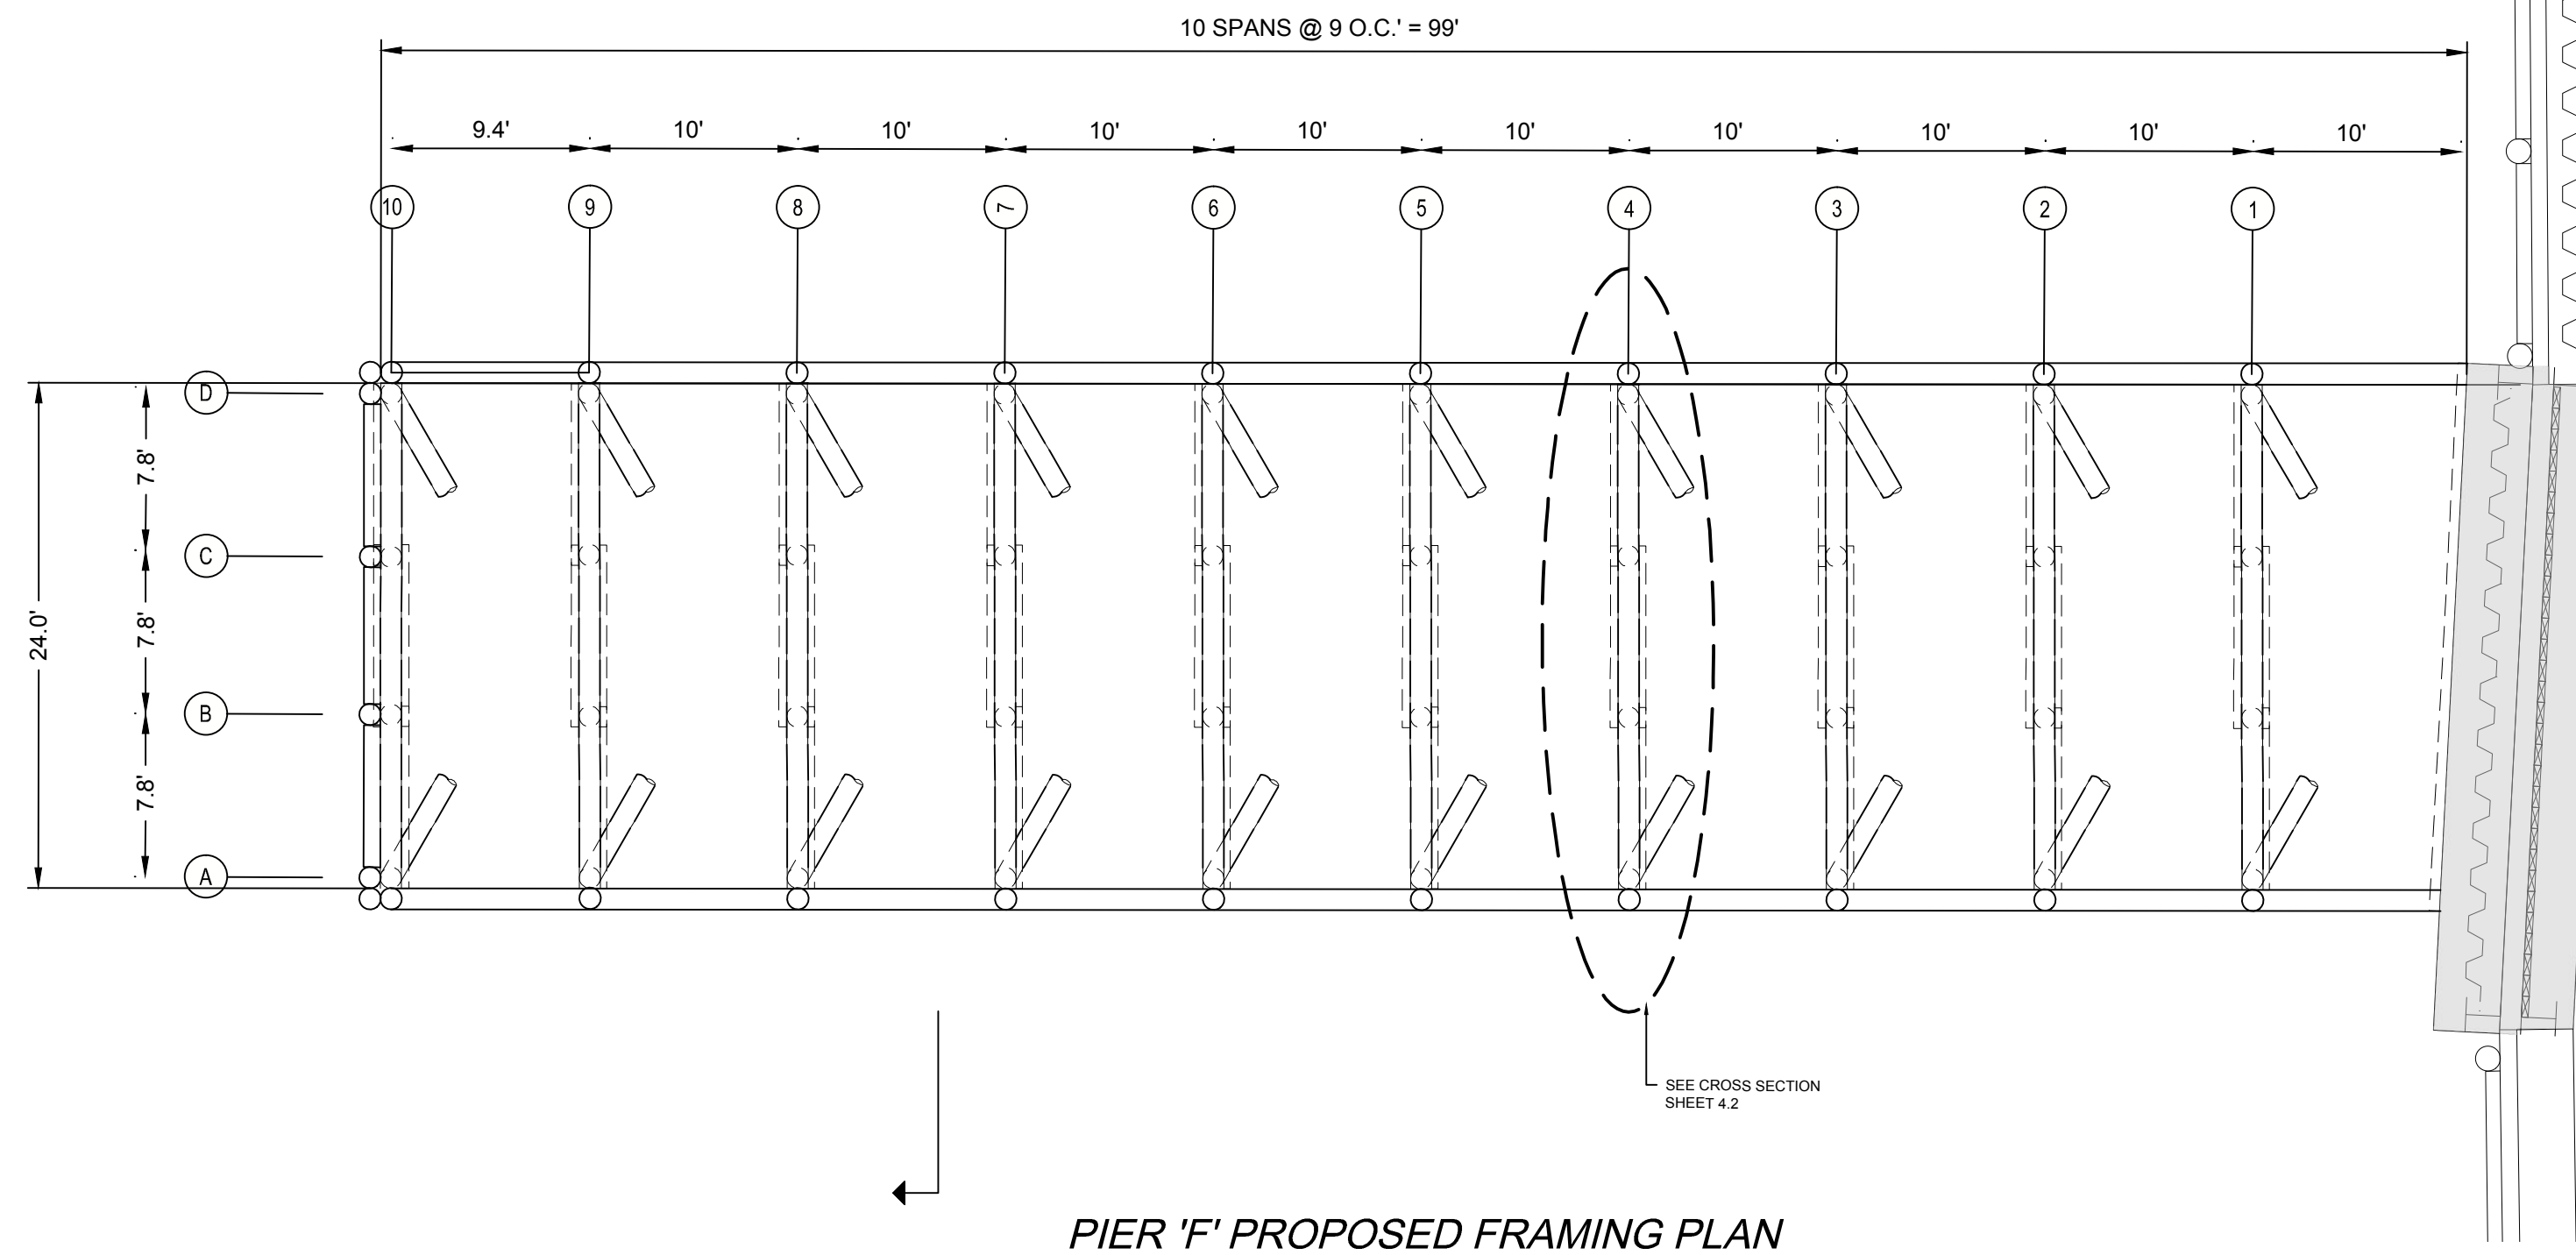 10 SPANS @ 9 O.C.' = 99'
9.4' 10' 10' 10' 10' 10' 10' 10' 10' 10'
10 9 8 7 6 5 4 3 2 1
D
7.8'
C
24.0'
7.8'
B
7.8'
A
SEE CROSS SECTION
SHEET 4.2
PIER 'F' PROPOSED FRAMING PLAN